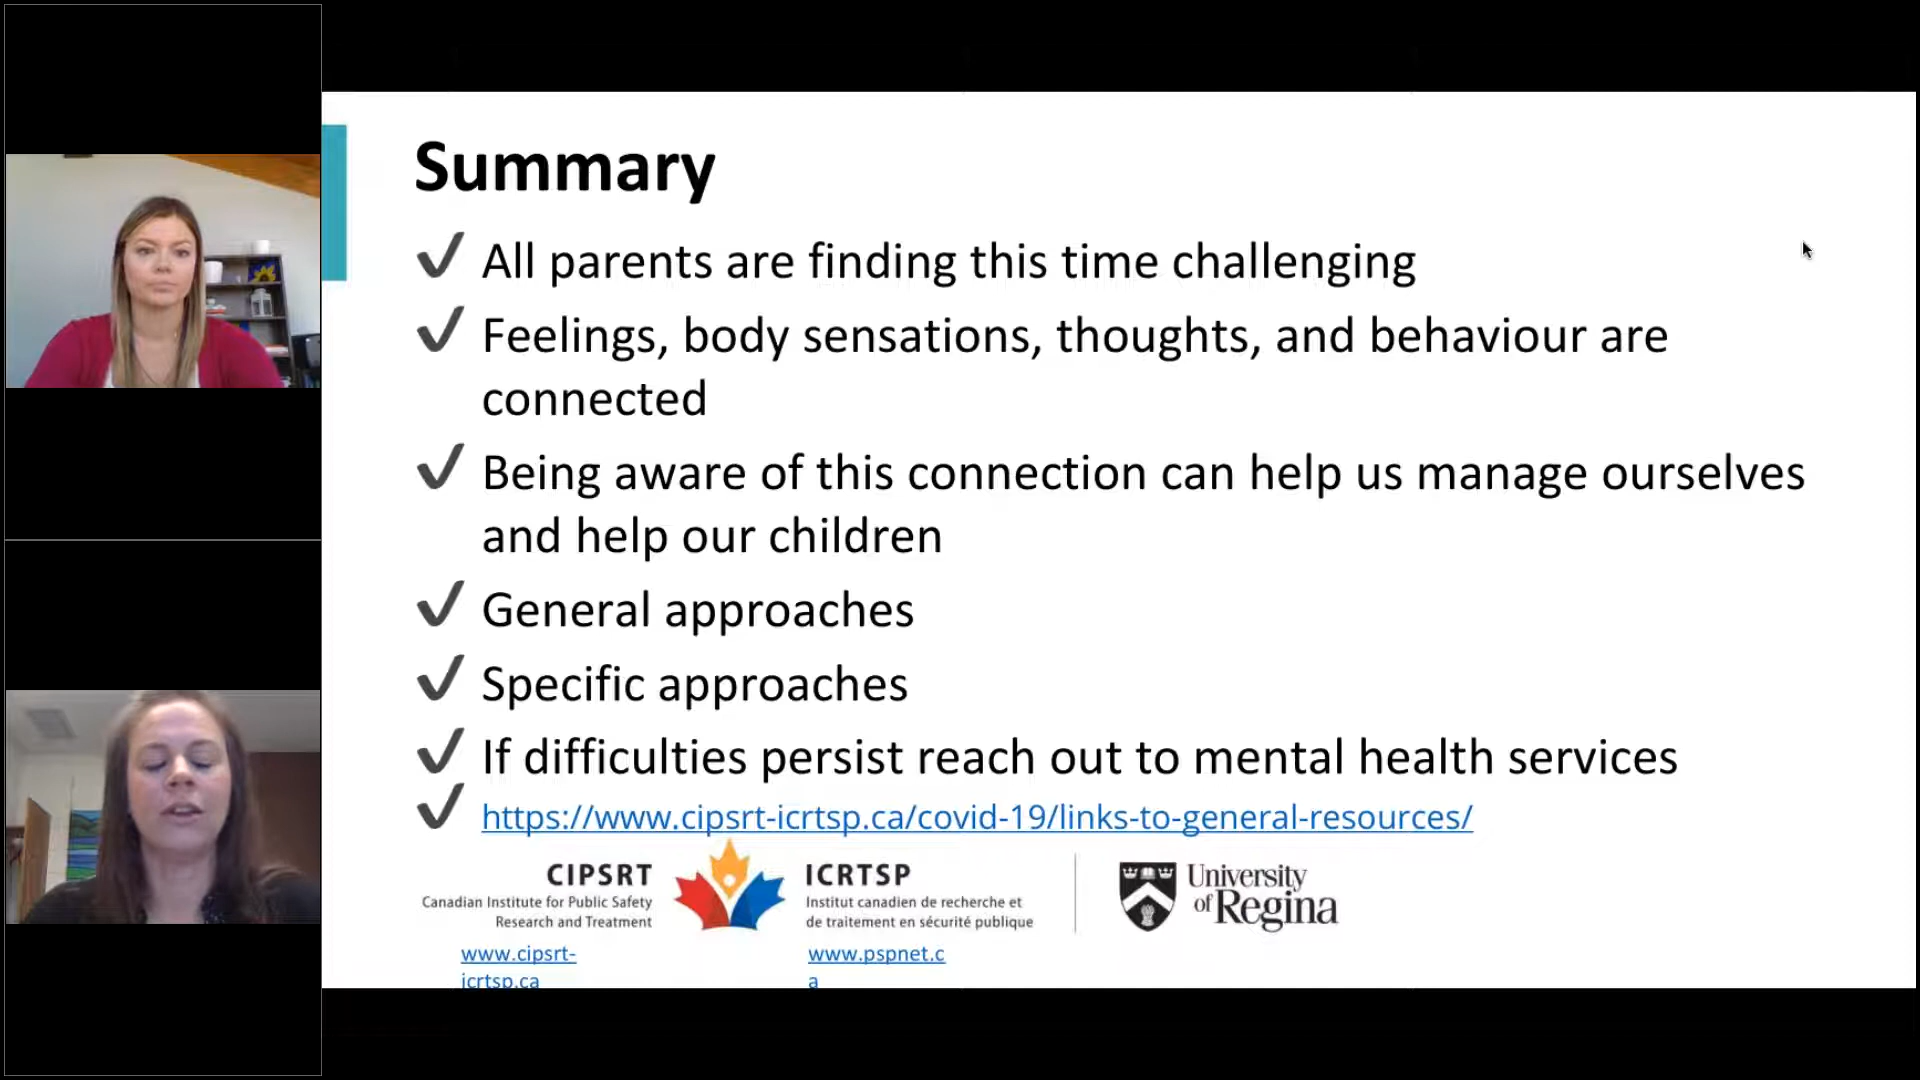 Summary
All parents are finding this time challenging
Feelings, body sensations, thoughts, and behaviour are
connected
Being aware of this connection can help us manage ourselves
and help our children
General approaches
Specific approaches
If difficulties persist reach out to mental health services
https://www.cipsrt-icrtsp.ca/covid-19/links-to-general-resources/
CIPSRT
Canadian Institute for Public Safety
Research and Treatment
ICRTSP
Institut canadien de recherche et
de traitement en sécurité publique
University
of Regina
www.cipsrt-
icrtsp.ca
www.pspnet.c
a